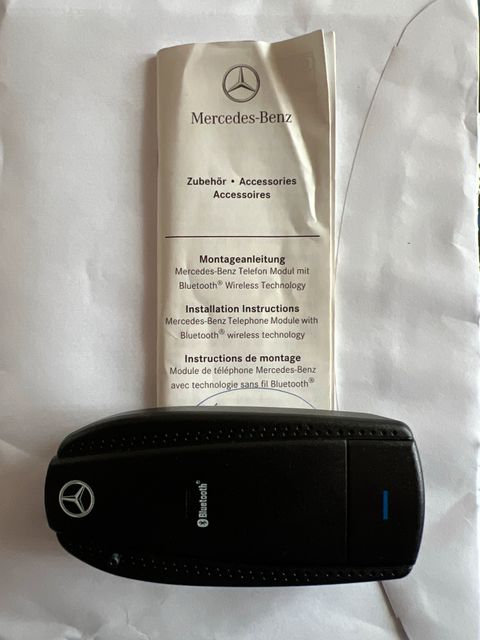 Mercedes-Benz
Zubehör • Accessories
Accessoires
Montageanleitung
Mercedes-Benz Telefon Modul mit
Bluetooth® Wireless Technology
Installation Instructions
Mercedes-Benz Telephone Module with
Bluetooth® wireless technology
Instructions de montage
Module de téléphone Mercedes-Benz
avec technologie sans fil Bluetooth®
Bluetooth®